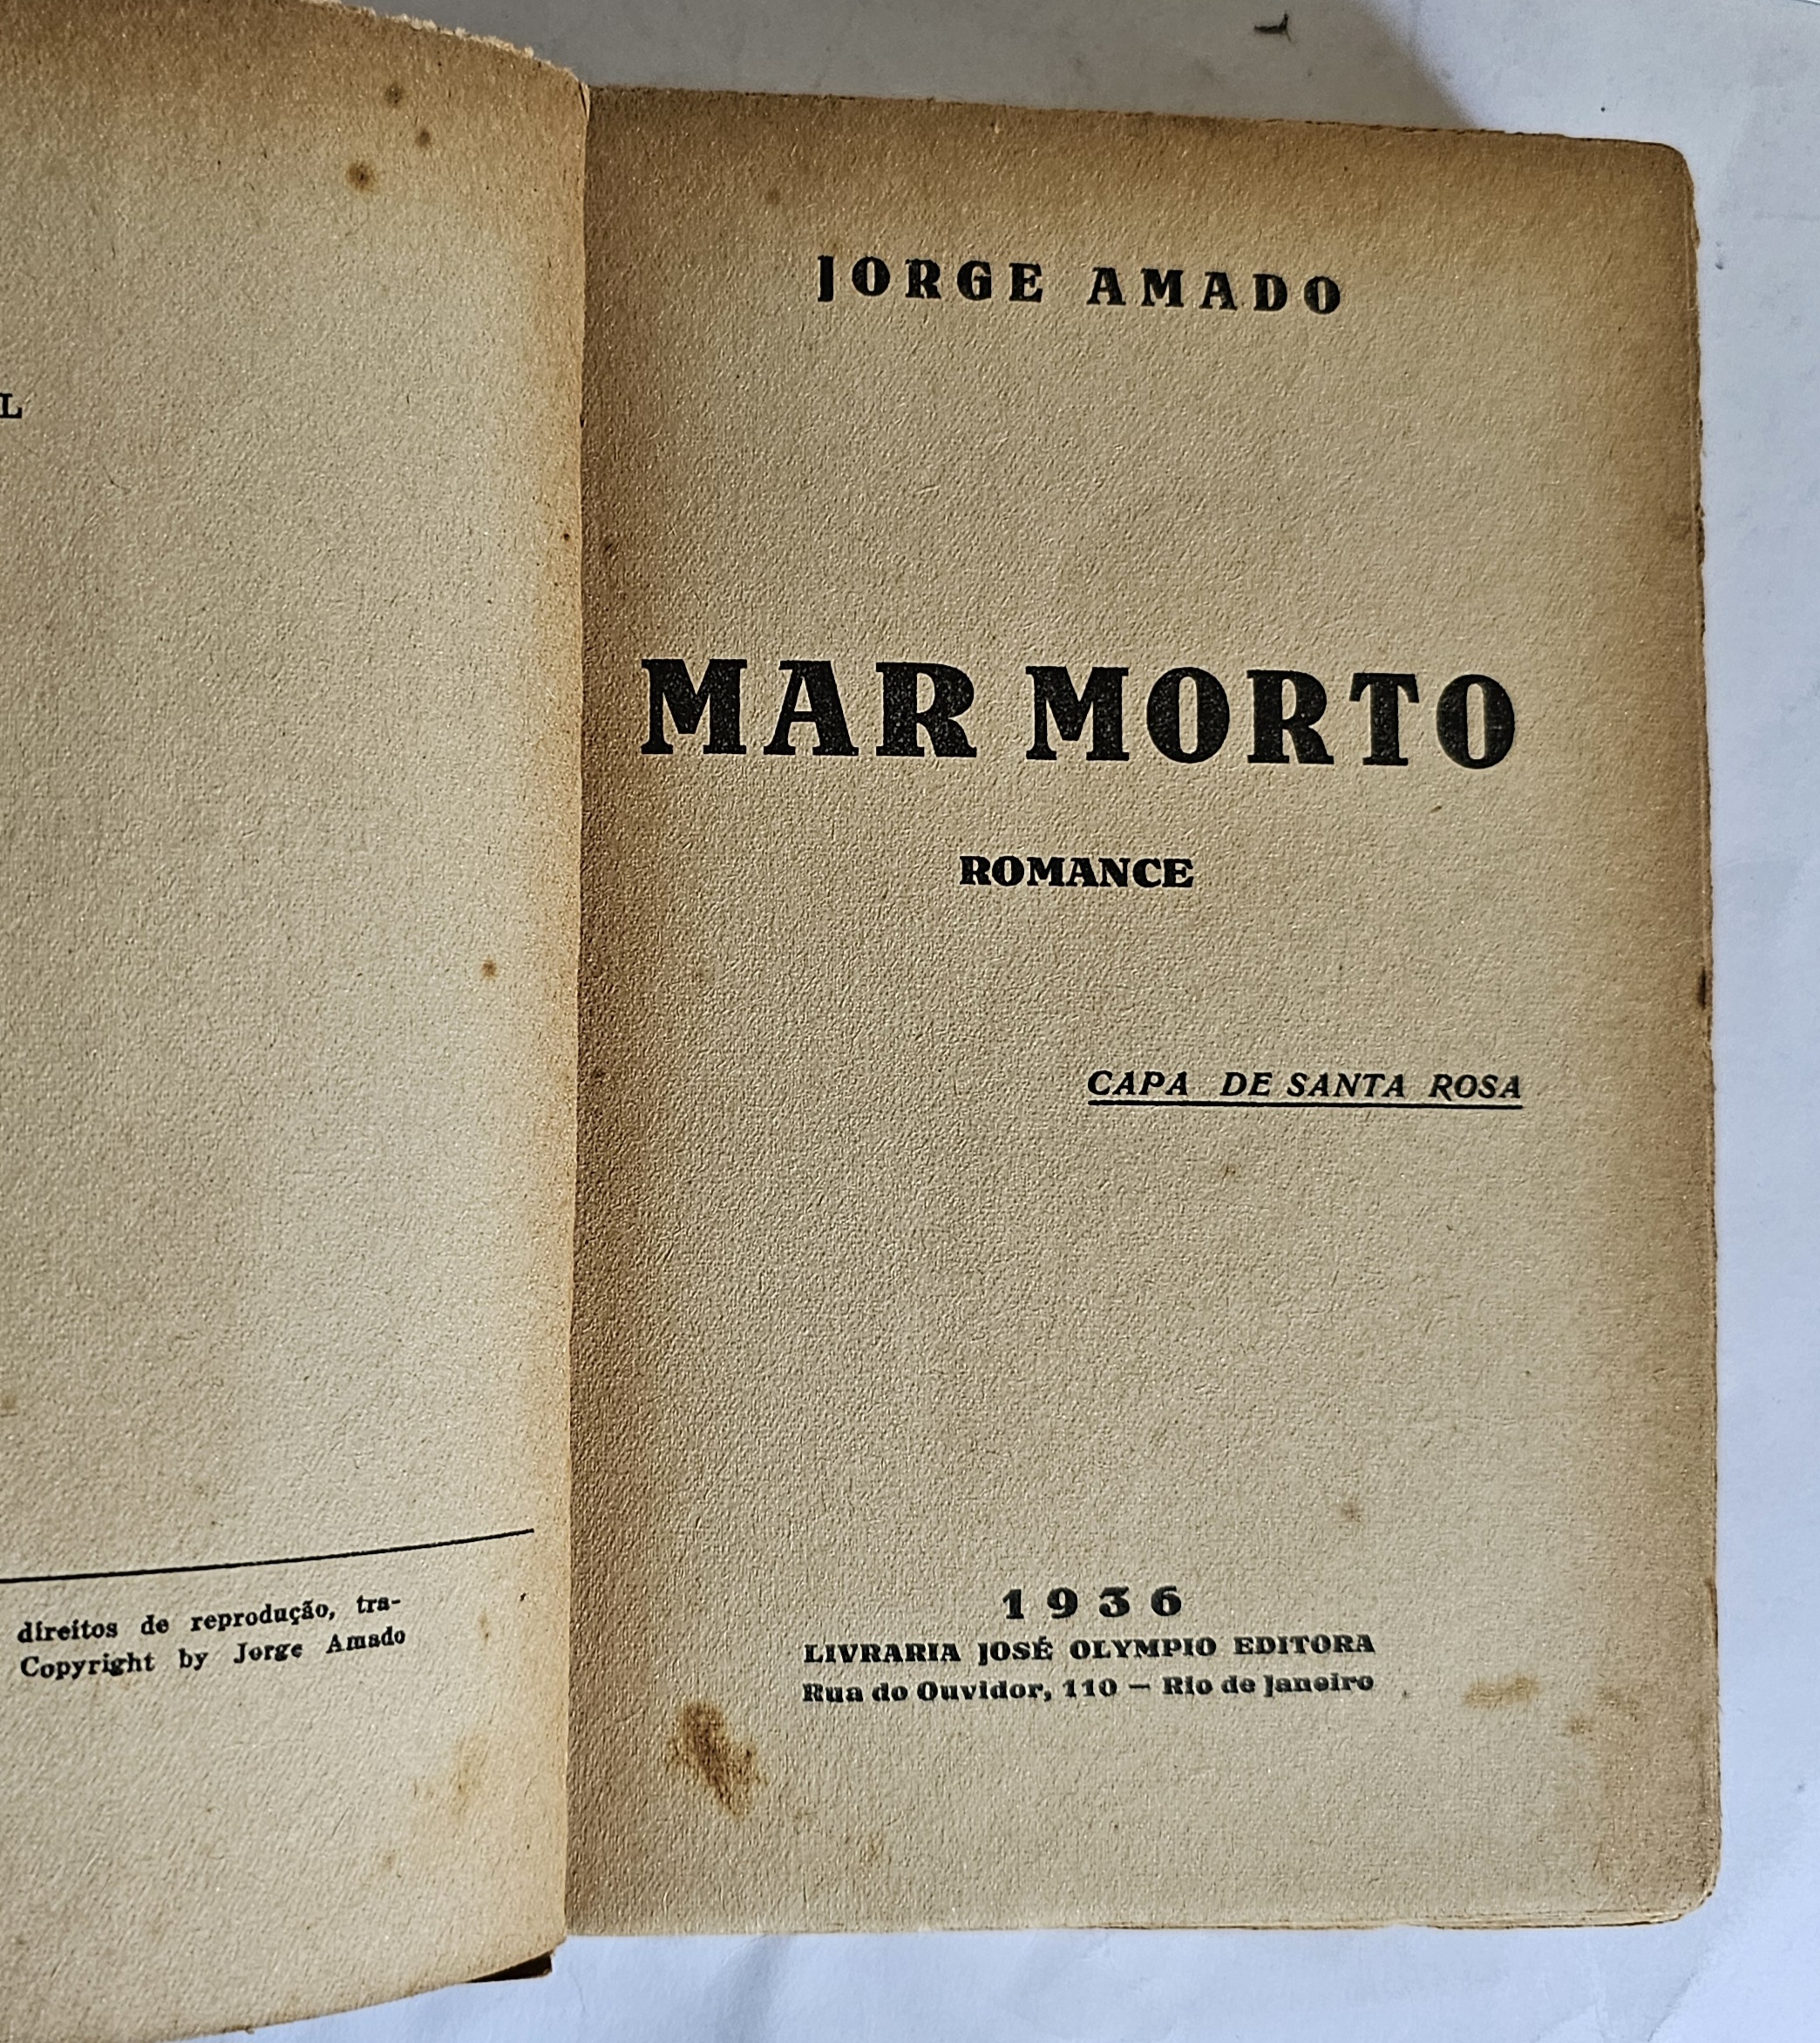 L
direitos de reprodução, tra-
Copyright by Jorge Amado
JORGE AMADO
MAR MORTO
ROMANCE
CAPA DE SANTA ROSA
1936
LIVRARIA JOSÉ OLYMPIO EDITORA
Rua do Ouvidor, 110 — Rio de Janeiro